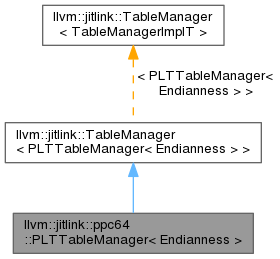 llvm::jitlink::TableManager
< TableManagerImplT >
< PLTTableManager<
Endianness > >
llvm::jitlink::TableManager
< PLTTableManager< Endianness > >
llvm::jitlink::ppc64
::PLTTableManager< Endianness >